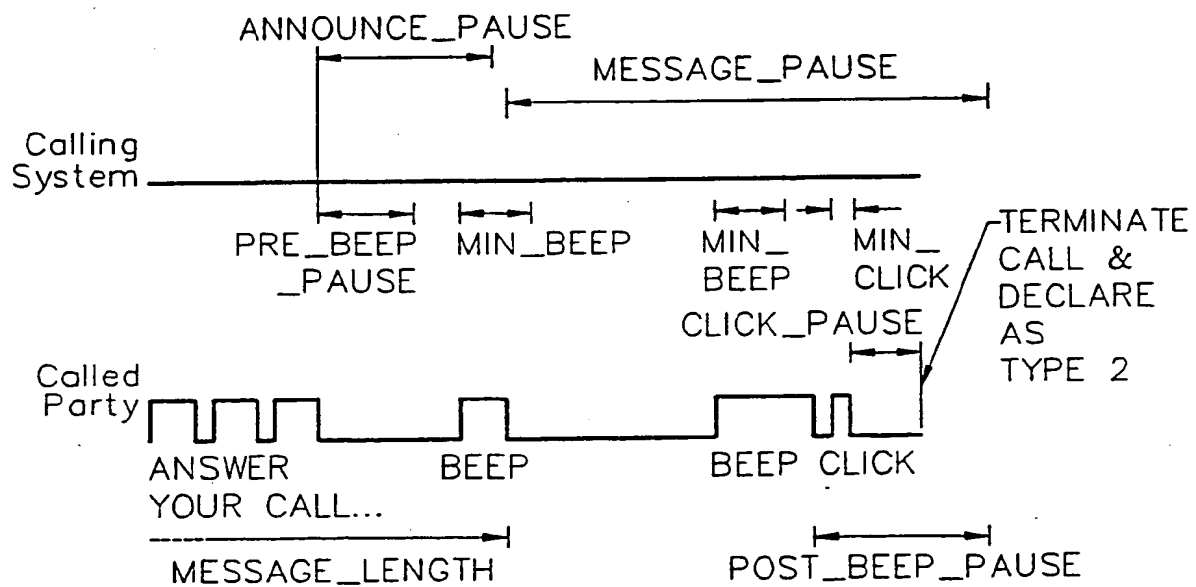 ANNOUNCE_PAUSE
MESSAGE_PAUSE
Calling
System
PRE_BEEP
_PAUSE
MIN_BEEP
MIN_
BEEP
MIN_
CLICK
TERMINATE
CALL &
DECLARE
AS
TYPE 2
CLICK_PAUSE
Called
Party
ANSWER
YOUR CALL...
BEEP
BEEP
CLICK
MESSAGE_LENGTH
POST_BEEP_PAUSE